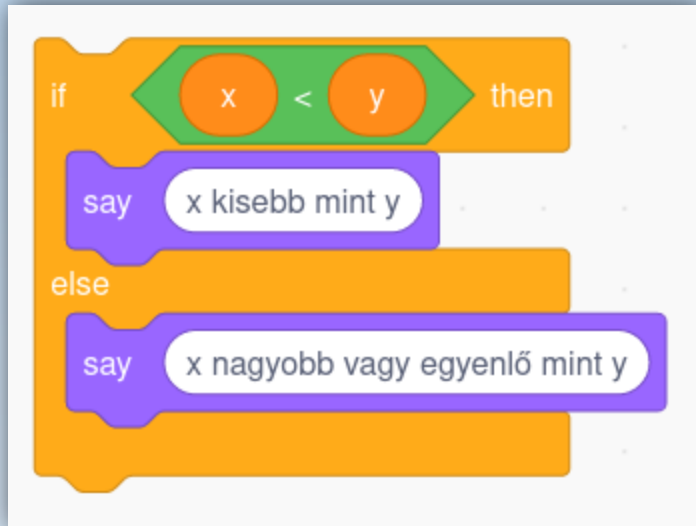 if x < y then
say x kisebb mint y
else
say x nagyobb vagy egyenlő mint y